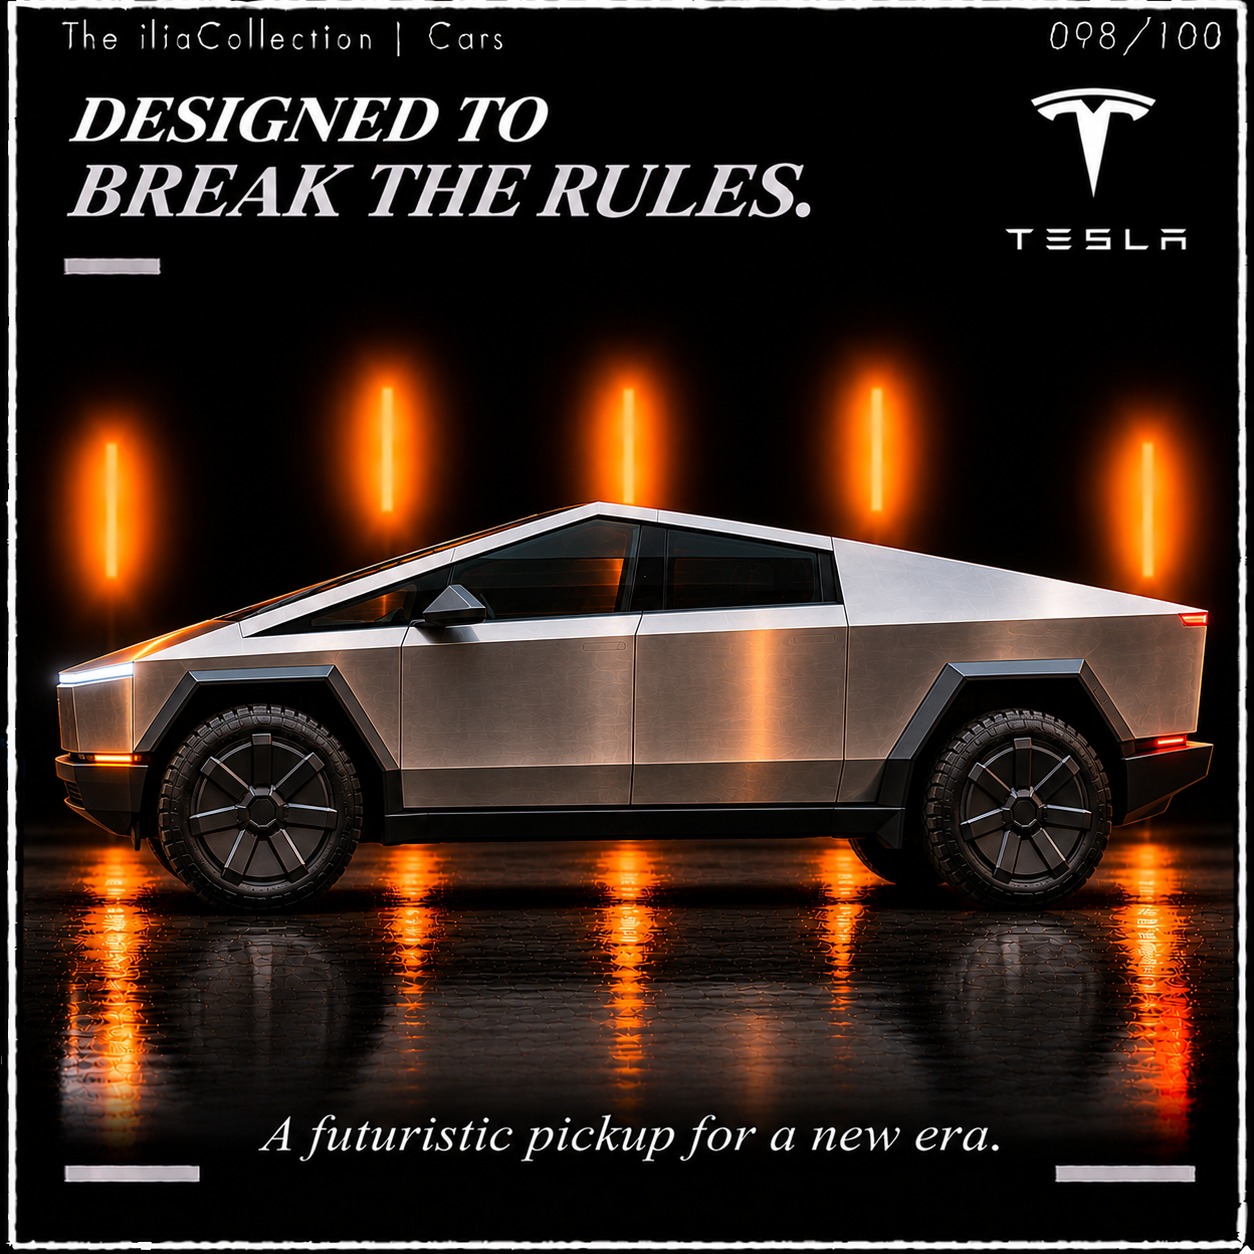 The iliaCollection | Cars
098/100
DESIGNED TO
BREAK THE RULES.
TESLA
A futuristic pickup for a new era.